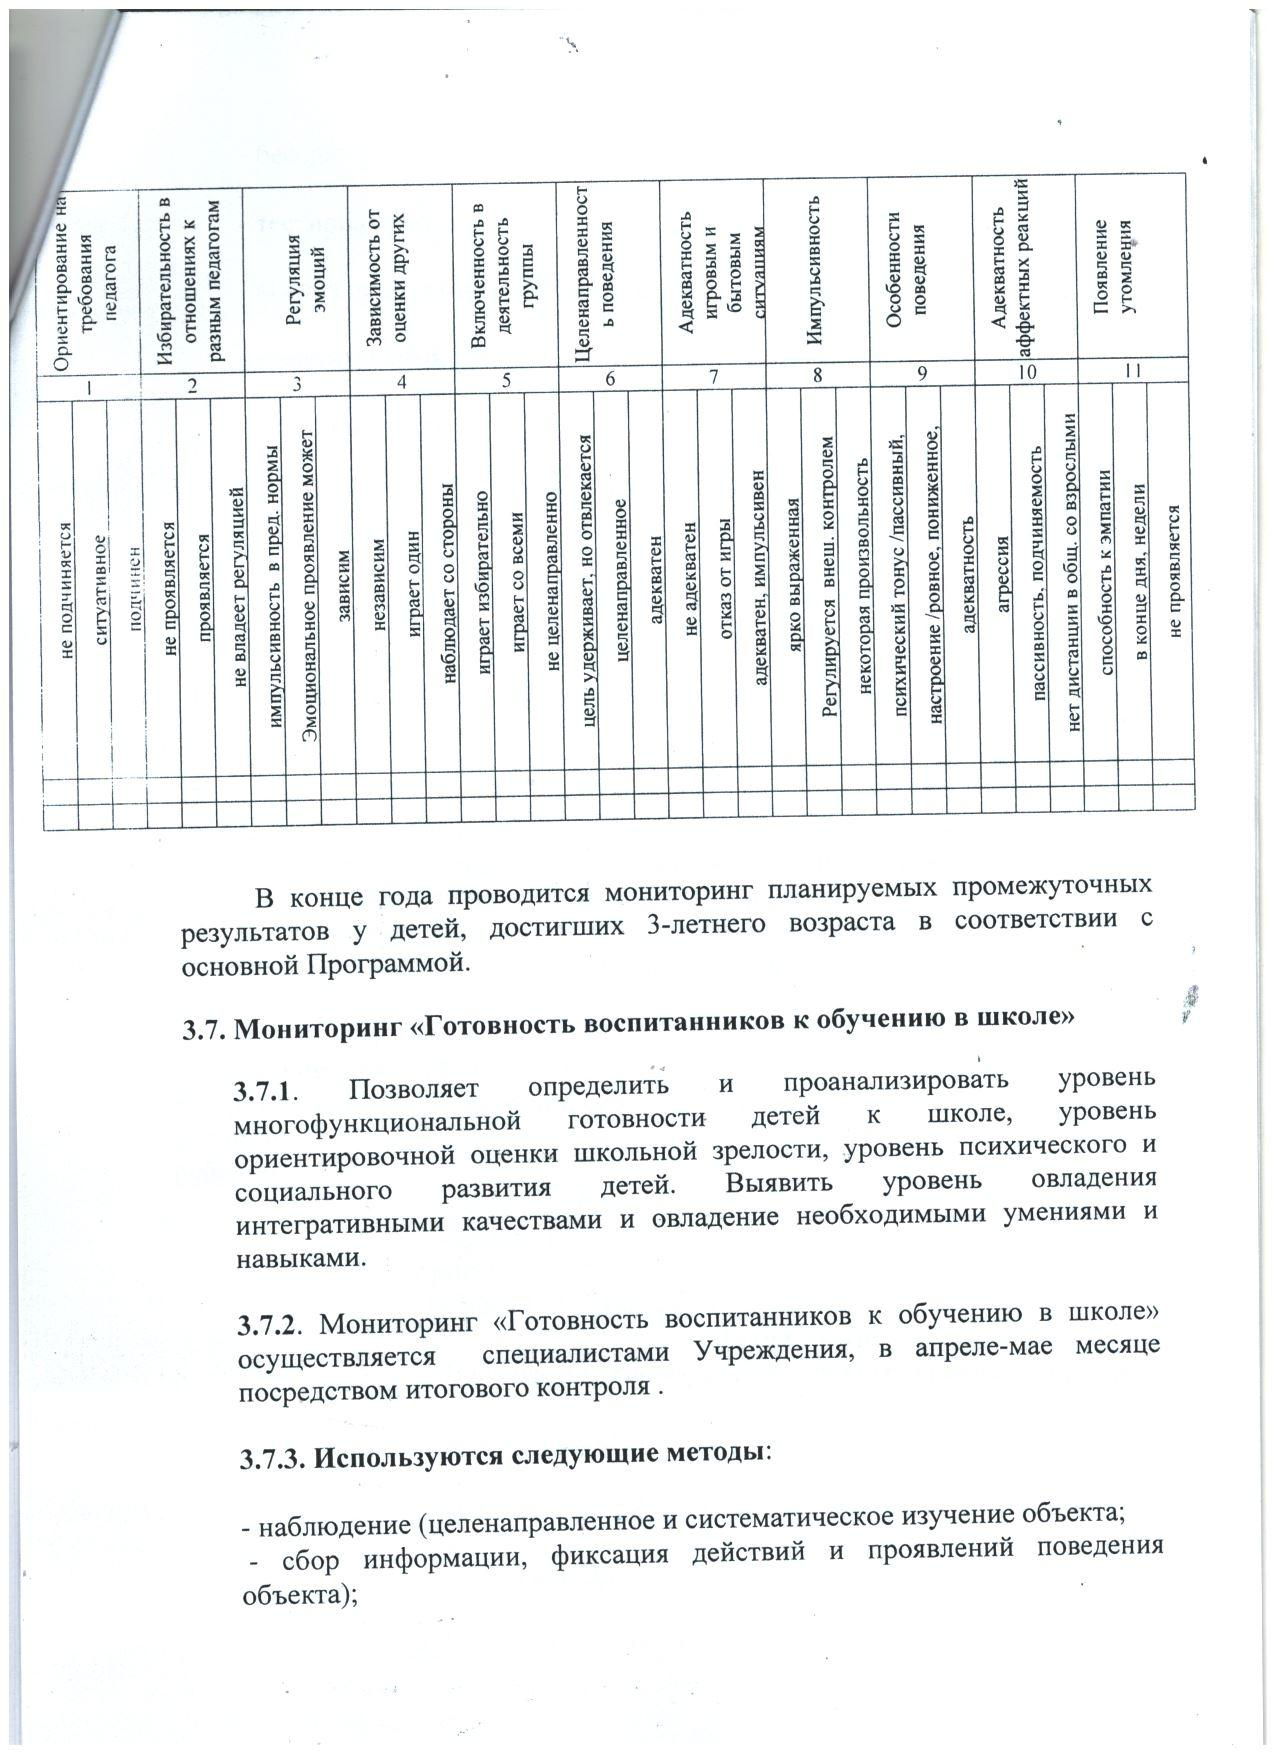 Ориентирование на
требования
педагога
Избирательность в
отношениях к
разным педагогам
Регуляция
эмоций
Зависимость от
оценки других
Включенность в
деятельность
группы
Целенаправленност
ь поведения
Адекватность
игровым и
бытовым
ситуациям
Импульсивность
Особенности
поведения
Адекватность
аффектных реакций
Появление
утомления
1 2 3 4 5 6 7 8 9 10 11
не подчиняется
ситуативное
подчинен
не проявляется
проявляется
не владеет регуляцией
импульсивность в пред. нормы
Эмоциональное проявление может
зависим
независим
играет один
наблюдает со стороны
играет избирательно
играет со всеми
не целенаправленно
цель удерживает, но отвлекается
целенаправленное
адекватен
не адекватен
отказ от игры
адекватен, импульсивен
ярко выраженная
Регулируется внеш. контролем
некоторая произвольность
психический тонус /пассивный,
настроение /ровное, пониженное,
адекватность
агрессия
пассивность, подчиняемость
нет дистанции в общ. со взрослыми
способность к эмпатии
в конце дня, недели
не проявляется
В конце года проводится мониторинг планируемых промежуточных
результатов у детей, достигших 3-летнего возраста в соответствии с
основной Программой.
3.7. Мониторинг «Готовность воспитанников к обучению в школе»
3.7.1. Позволяет определить и проанализировать уровень
многофункциональной готовности детей к школе, уровень
ориентировочной оценки школьной зрелости, уровень психического и
социального развития детей. Выявить уровень овладения
интегративными качествами и овладение необходимыми умениями и
навыками.
3.7.2. Мониторинг «Готовность воспитанников к обучению в школе»
осуществляется специалистами Учреждения, в апреле-мае месяце
посредством итогового контроля .
3.7.3. Используются следующие методы:
- наблюдение (целенаправленное и систематическое изучение объекта;
- сбор информации, фиксация действий и проявлений поведения
объекта);